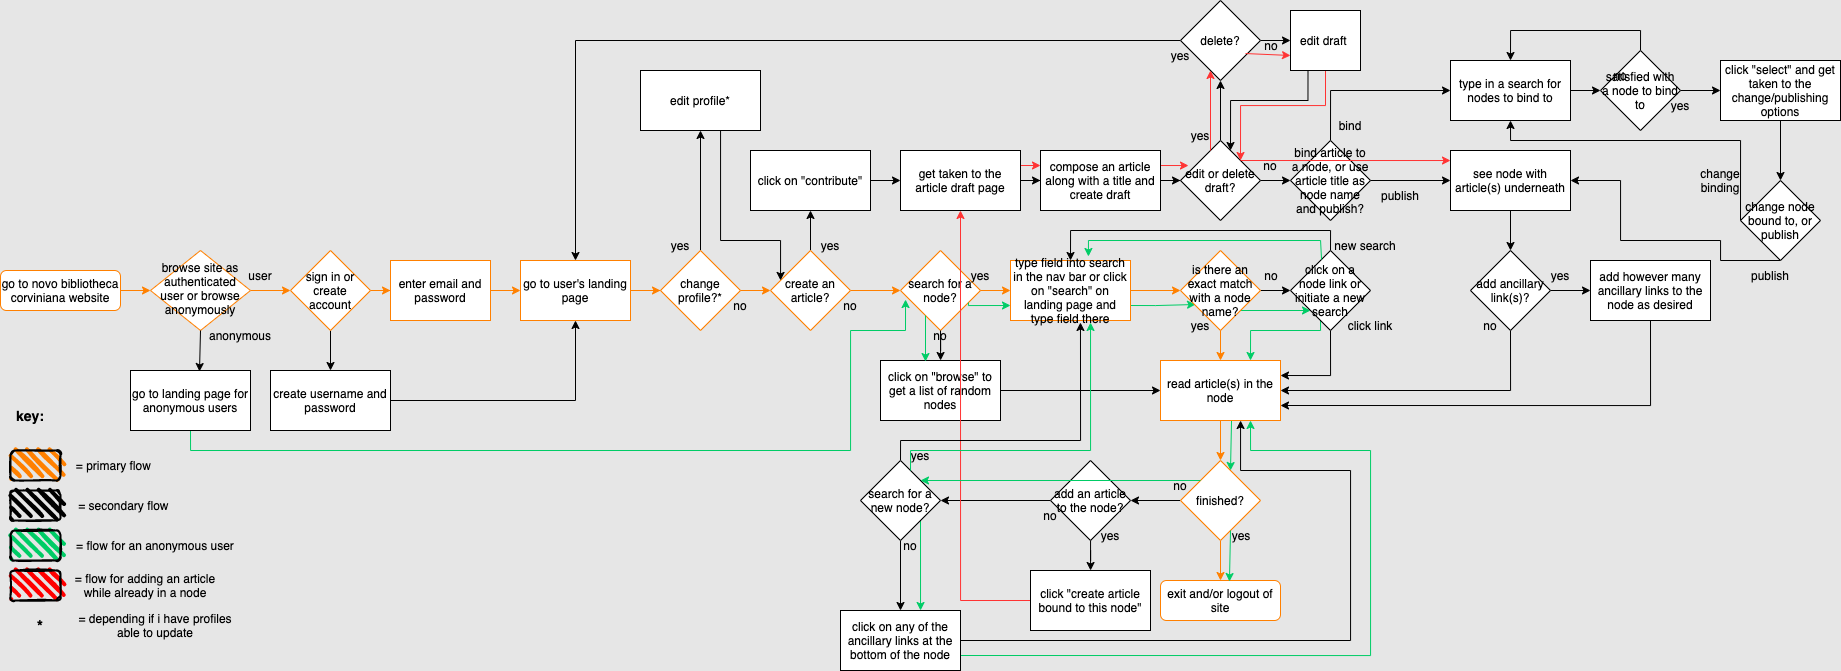 delete?
no
yes
edit draft
edit profile*
type in a search for
nodes to bind to
no
satisfied with
a node to bind
to
yes
click "select" and get
taken to the
change/publishing
options
click on "contribute"
get taken to the
article draft page
compose an article
along with a title and
create draft
yes
edit or delete
draft?
no
bind
bind article to
a node, or use
article title as
node name
and publish?
publish
see node with
article(s) underneath
change
binding
change node
bound to, or
publish
publish
go to novo bibliotheca
corviniana website
browse site as
authenticated
user or browse
anonymously
user
anonymous
sign in or
create
account
enter email and
password
go to user's landing
page
yes
change
profile?*
no
yes
create an
article?
no
search for a
node?
yes
no
type field into search
in the nav bar or click
on "search" on
landing page and
type field there
is there an
exact match
with a node
name?
no
yes
new search
click on a
node link or
initiate a new
search
click link
add ancillary
link(s)?
yes
no
add however many
ancillary links to the
node as desired
go to landing page for
anonymous users
create username and
password
click on "browse" to
get a list of random
nodes
read article(s) in the
node
key:
= primary flow
= secondary flow
= flow for an anonymous user
= flow for adding an article
while already in a node
*
= depending if i have profiles
able to update
yes
search for a
new node?
no
add an article
to the node?
no
yes
no
finished?
yes
click "create article
bound to this node"
exit and/or logout of
site
click on any of the
ancillary links at the
bottom of the node